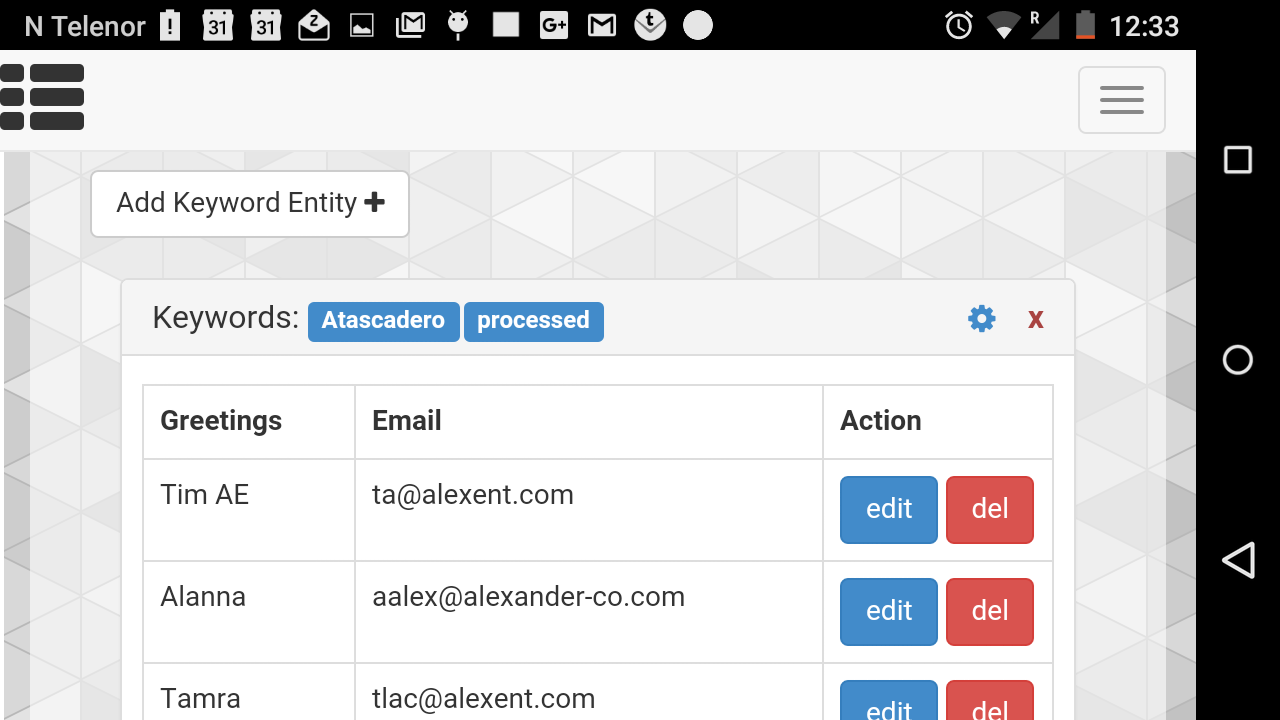 N Telenor 31 31 Z G+ t R 12:33
Add Keyword Entity
Keywords: Atascadero processed x
Greetings Email Action
Tim AE ta@alexent.com edit del
Alanna aalex@alexander-co.com edit del
Tamra tlac@alexent.com edit del